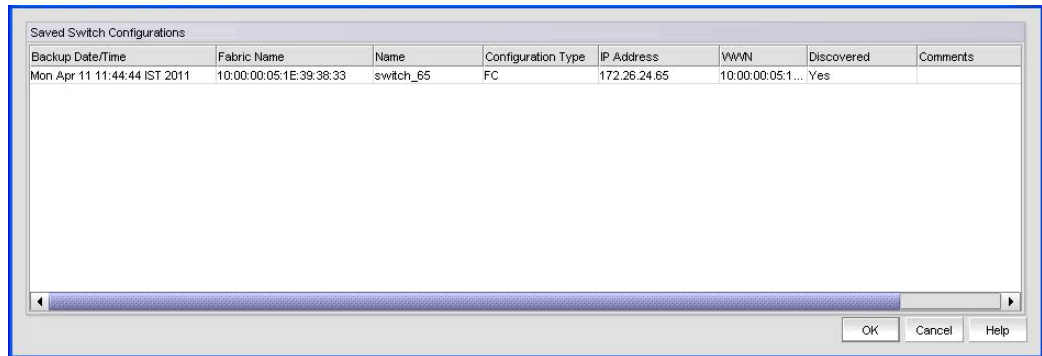 Saved Switch Configurations
Backup Date/Time Fabric Name Name Configuration Type IP Address WWN Discovered Comments
Mon Apr 11 11:44:44 IST 2011 10:00:00:05:1E:39:38:33 switch_65 FC 172.26.24.65 10:00:00:05:1... Yes
OK Cancel Help